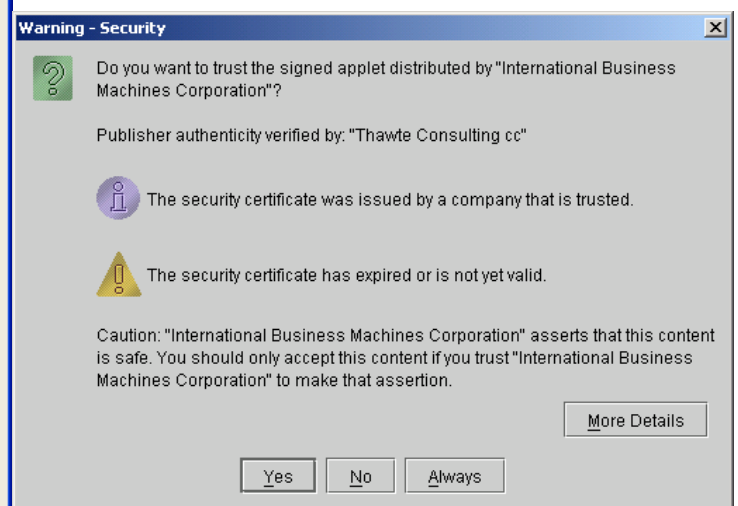 Warning - Security
Do you want to trust the signed applet distributed by "International Business
Machines Corporation"?
Publisher authenticity verified by: "Thawte Consulting cc"
The security certificate was issued by a company that is trusted.
The security certificate has expired or is not yet valid.
Caution: "International Business Machines Corporation" asserts that this content
is safe. You should only accept this content if you trust "International Business
Machines Corporation" to make that assertion.
More Details
Yes No Always